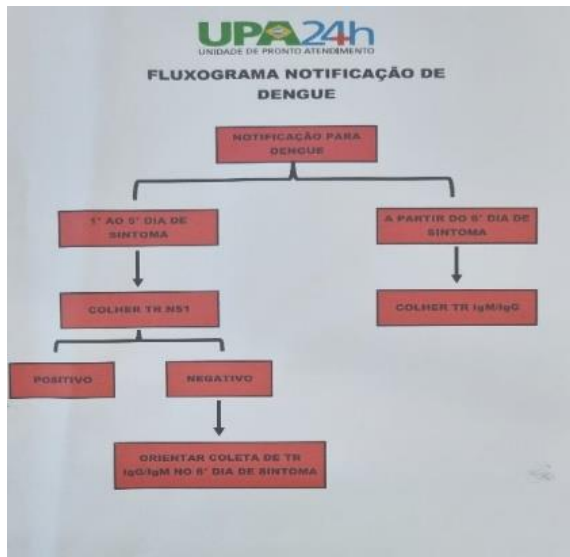 UPA24h
UNIDADE DE PRONTO ATENDIMENTO
FLUXOGRAMA NOTIFICAÇÃO DE
DENGUE
NOTIFICAÇÃO PARA
DENGUE
1° AO 5° DIA DE
SINTOMA
A PARTIR DO 6° DIA DE
SINTOMA
COLHER TR NS1
COLHER TR IgM/IgG
POSITIVO
NEGATIVO
ORIENTAR COLETA DE TR
IgG/IgM NO 6° DIA DE SINTOMA